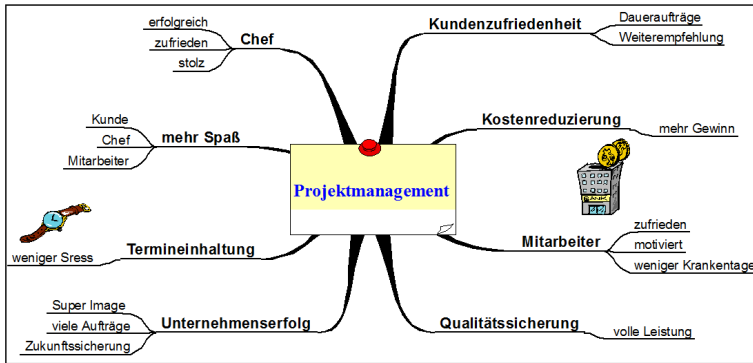 Projektmanagement
Chef
erfolgreich
zufrieden
stolz
mehr Spaß
Kunde
Chef
Mitarbeiter
Termineinhaltung
weniger Sress
Unternehmenserfolg
Super Image
viele Aufträge
Zukunftssicherung
Kundenzufriedenheit
Daueraufträge
Weiterempfehlung
Kostenreduzierung
mehr Gewinn
BANK
Mitarbeiter
zufrieden
motiviert
weniger Krankentage
Qualitätssicherung
volle Leistung